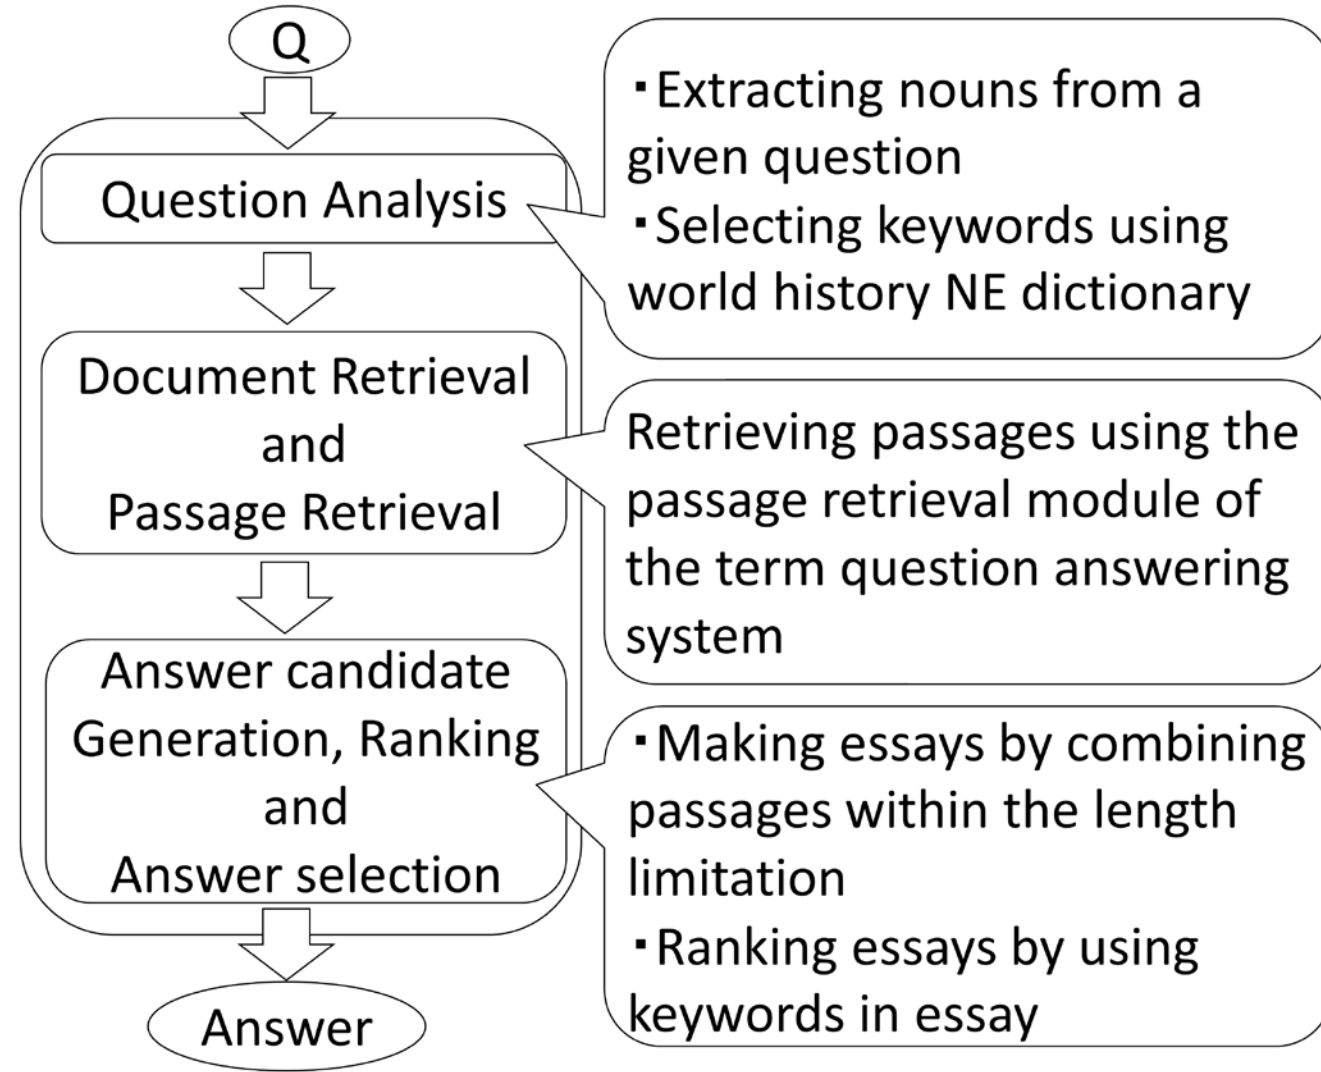 Q
Question Analysis
Document Retrieval
and
Passage Retrieval
Answer candidate
Generation, Ranking
and
Answer selection
Answer
・Extracting nouns from a
given question
・Selecting keywords using
world history NE dictionary
Retrieving passages using the
passage retrieval module of
the term question answering
system
・Making essays by combining
passages within the length
limitation
・Ranking essays by using
keywords in essay